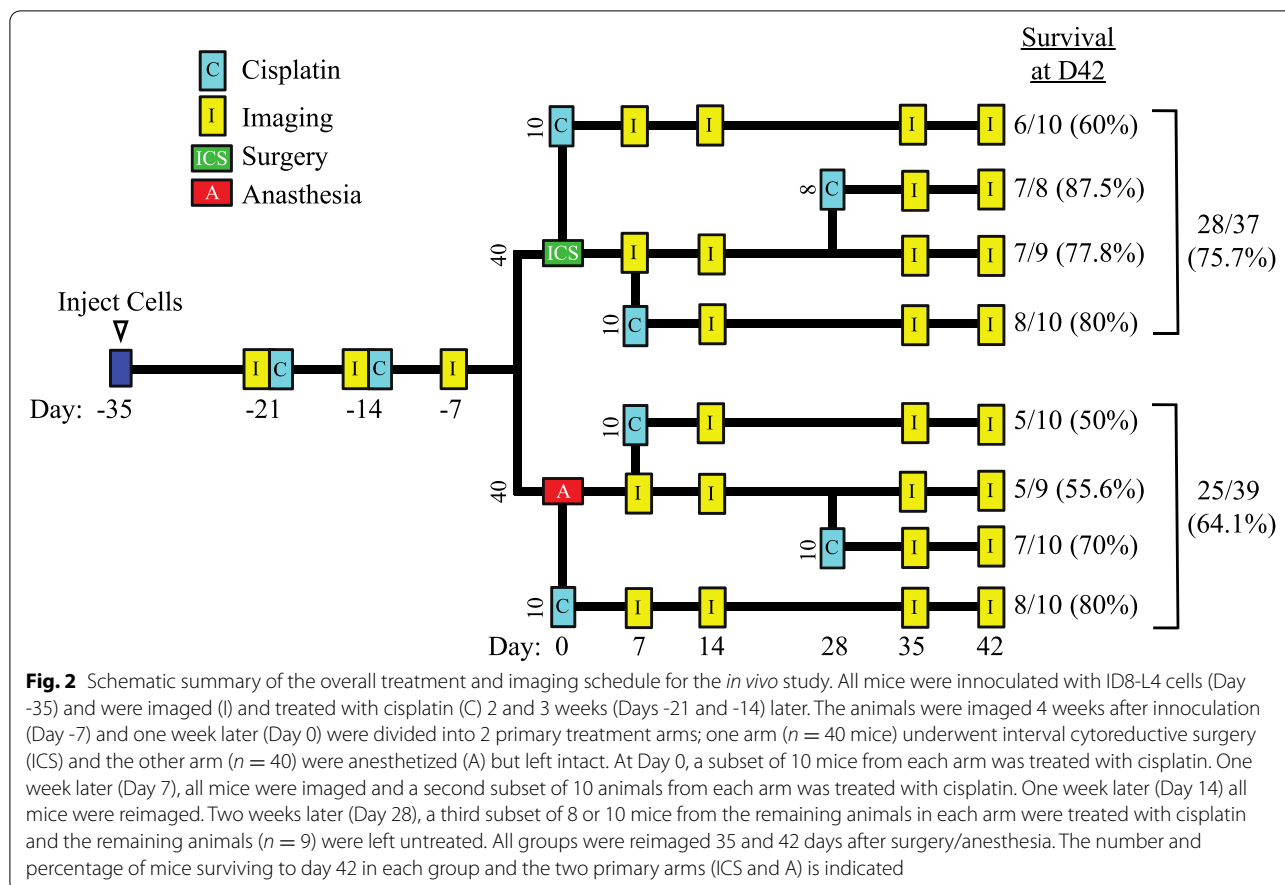 C Cisplatin
I Imaging
ICS Surgery
A Anasthesia
Survival
at D42
10 C I I I I 6/10 (60%)
8 C I I 7/8 (87.5%)
40 ICS I I I I 7/9 (77.8%)
10 C I I I 8/10 (80%)
28/37
(75.7%)
Inject Cells
I C I C I
Day: -35 -21 -14 -7
10 C I I I 5/10 (50%)
40 A I I I I 5/9 (55.6%)
10 C I I 7/10 (70%)
10 C I I I I 8/10 (80%)
25/39
(64.1%)
Day: 0 7 14 28 35 42
Fig. 2 Schematic summary of the overall treatment and imaging schedule for the in vivo study. All mice were innoculated with ID8-L4 cells (Day
-35) and were imaged (I) and treated with cisplatin (C) 2 and 3 weeks (Days -21 and -14) later. The animals were imaged 4 weeks after innoculation
(Day -7) and one week later (Day 0) were divided into 2 primary treatment arms; one arm (n = 40 mice) underwent interval cytoreductive surgery
(ICS) and the other arm (n = 40) were anesthetized (A) but left intact. At Day 0, a subset of 10 mice from each arm was treated with cisplatin. One
week later (Day 7), all mice were imaged and a second subset of 10 animals from each arm was treated with cisplatin. One week later (Day 14) all
mice were reimaged. Two weeks later (Day 28), a third subset of 8 or 10 mice from the remaining animals in each arm were treated with cisplatin
and the remaining animals (n = 9) were left untreated. All groups were reimaged 35 and 42 days after surgery/anesthesia. The number and
percentage of mice surviving to day 42 in each group and the two primary arms (ICS and A) is indicated